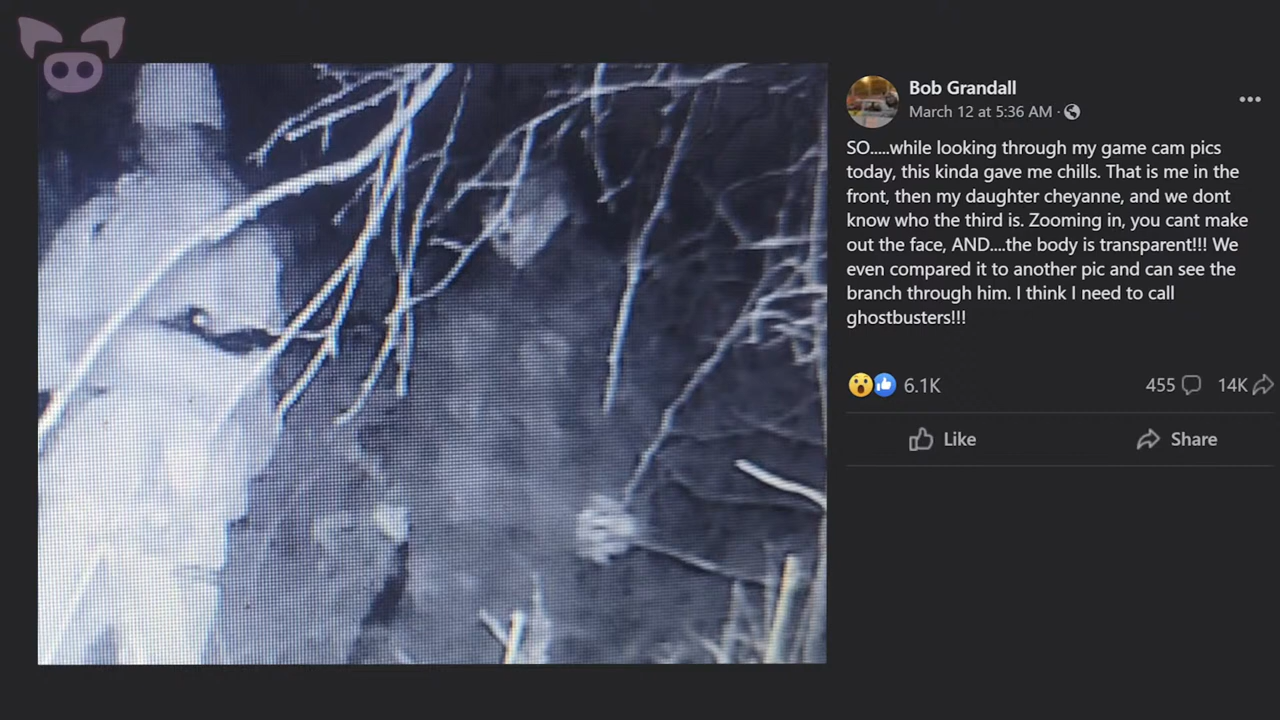 Bob Grandall
March 12 at 5:36 AM ·
SO.....while looking through my game cam pics
today, this kinda gave me chills. That is me in the
front, then my daughter cheyanne, and we dont
know who the third is. Zooming in, you cant make
out the face, AND....the body is transparent!!! We
even compared it to another pic and can see the
branch through him. I think I need to call
ghostbusters!!!
6.1K 455 14K
Like Share